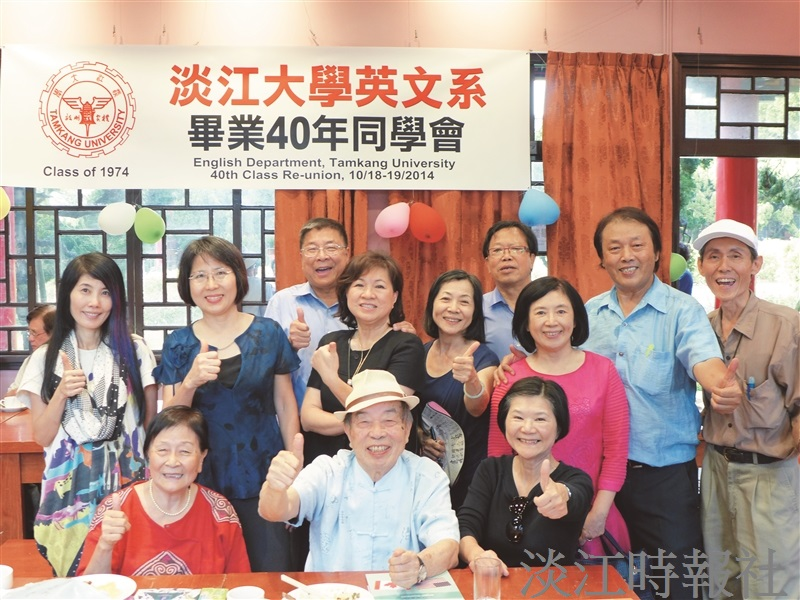 淡江大學英文系
畢業40年同學會
English Department, Tamkang University
40th Class Re-union, 10/18-19/2014
TAMKANG UNIVERSITY
Class of 1974
淡江時報社